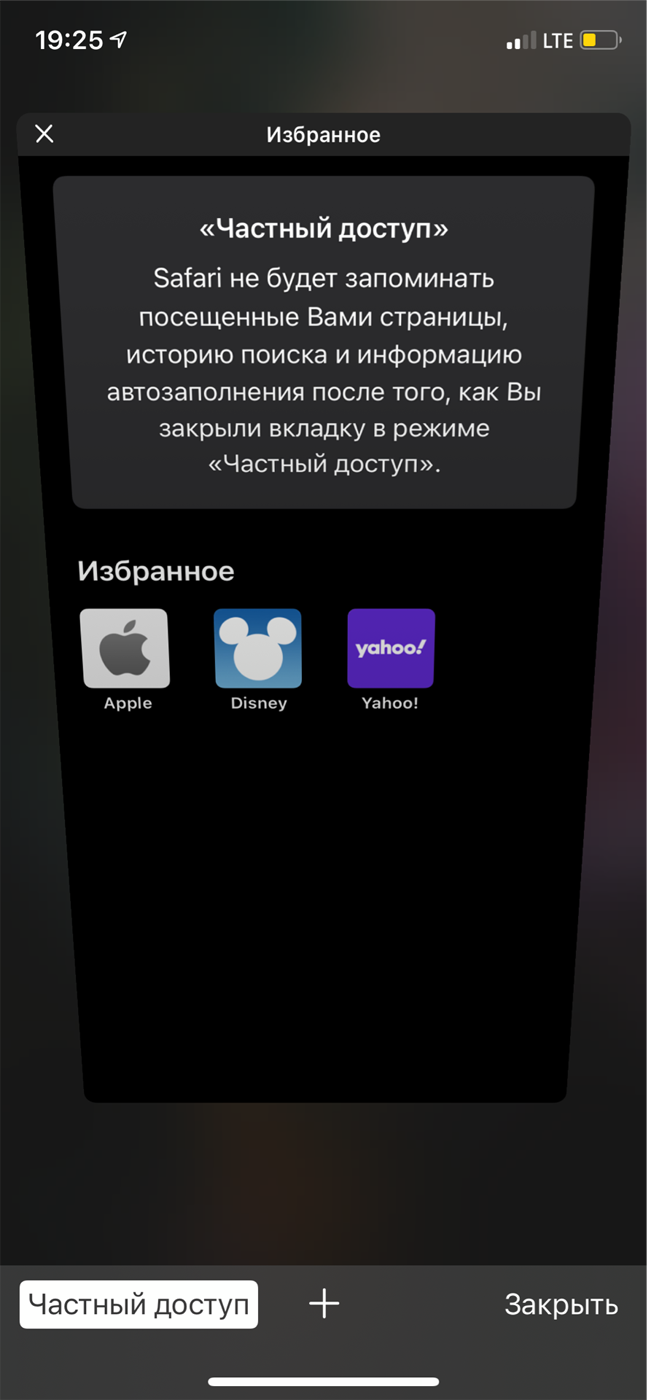 19:25 LTE
Избранное
«Частный доступ»
Safari не будет запоминать
посещенные Вами страницы,
историю поиска и информацию
автозаполнения после того, как Вы
закрыли вкладку в режиме
«Частный доступ».
Избранное
yahoo!
Apple Disney Yahoo!
Частный доступ Закрыть